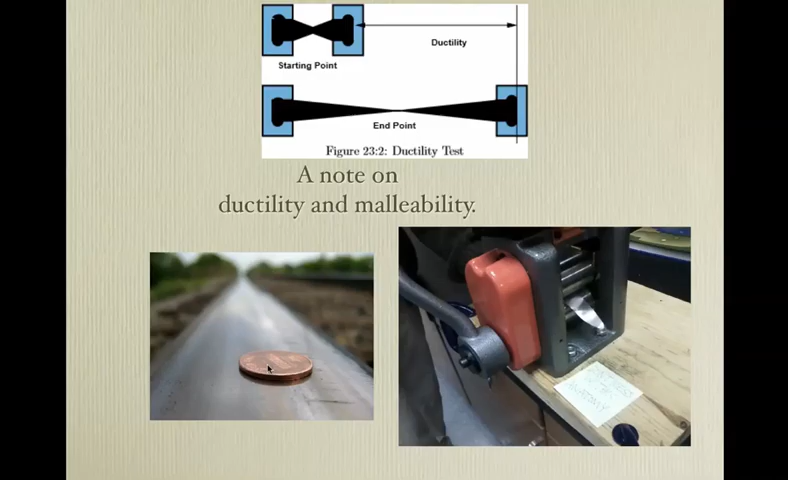 Ductility
Starting Point
End Point
Figure 23:2: Ductility Test
A note on
ductility and malleability.